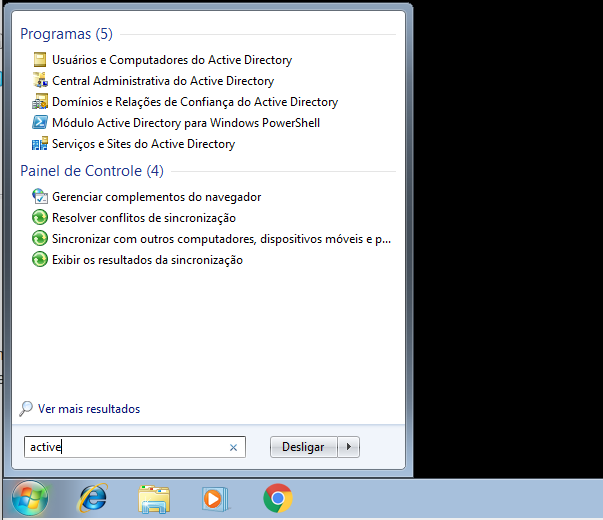 Programas (5)
Usuários e Computadores do Active Directory
Central Administrativa do Active Directory
Domínios e Relações de Confiança do Active Directory
Módulo Active Directory para Windows PowerShell
Serviços e Sites do Active Directory
Painel de Controle (4)
Gerenciar complementos do navegador
Resolver conflitos de sincronização
Sincronizar com outros computadores, dispositivos móveis e p...
Exibir os resultados da sincronização
Ver mais resultados
active
Desligar